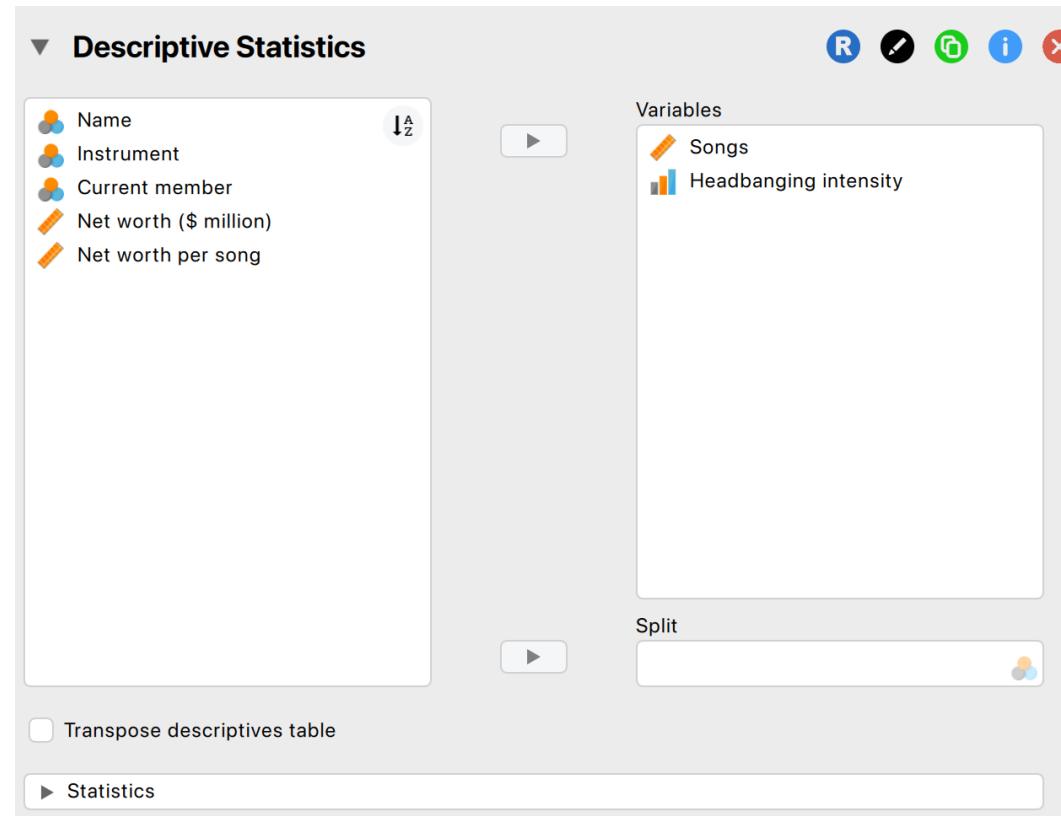 Descriptive Statistics
R
i
Name
A
Z
Instrument
Current member
Net worth ($ million)
Net worth per song
Variables
Songs
Headbanging intensity
Split
Transpose descriptives table
Statistics